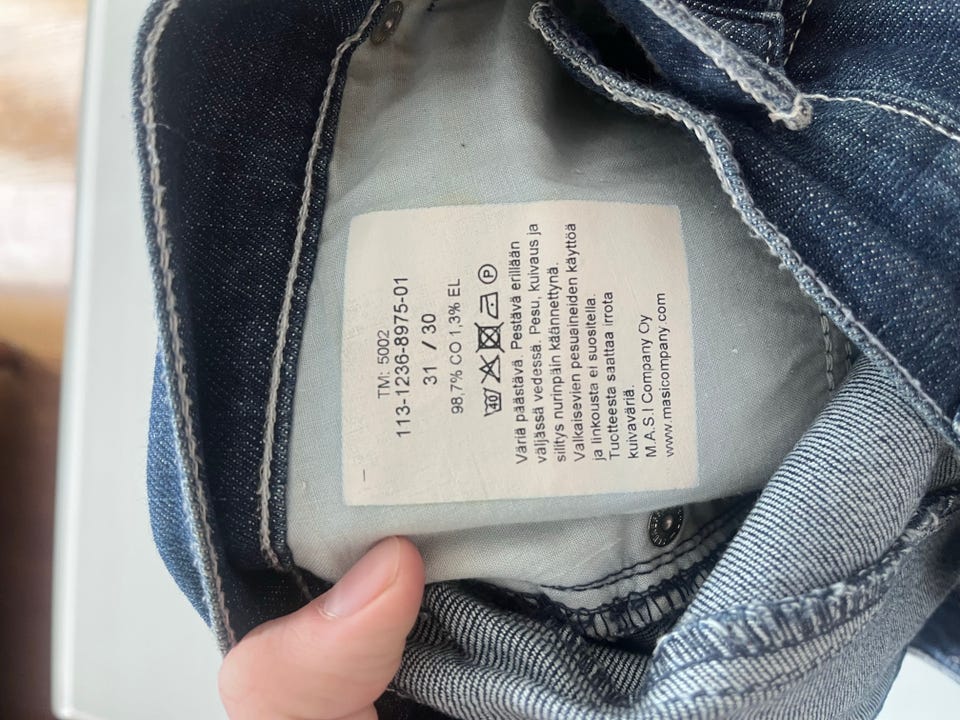 TM: 5002
113-1236-8975-01
31 / 30
98,7% CO 1,3% EL
40 P
Väriä päästävä. Pestävä erillään
väljässä vedessä. Pesu, kuivaus ja
silitys nurinpäin käännettynä.
Valkaisevien pesuaineiden käyttöä
ja linkousta ei suositella.
Tuotteesta saattaa irrota
kuivaväriä.
M.A.S.I Company Oy
www.masicompany.com